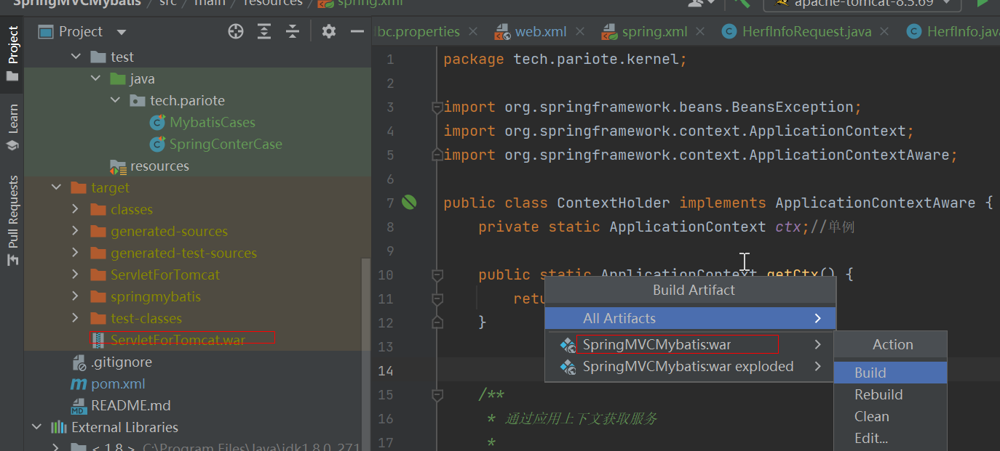 SpringMVCMybatis / src / main / resources / spring.xml
apache-tomcat-8.5.69
Project
Learn
Pull Requests
Project
test
java
tech.pariote
MybatisCases
SpringConterCase
resources
target
classes
generated-sources
generated-test-sources
ServletForTomcat
springmybatis
test-classes
ServletForTomcat.war
.gitignore
pom.xml
README.md
External Libraries
< 1.8 > C:\Program Files\Java\jdk1.8.0_271
bc.properties
web.xml
spring.xml
HerfInfoRequest.java
HerfInfo.jav
1 package tech.pariote.kernel;
2
3 import org.springframework.beans.BeansException;
4 import org.springframework.context.ApplicationContext;
5 import org.springframework.context.ApplicationContextAware;
6
7 public class ContextHolder implements ApplicationContextAware {
8 private static ApplicationContext ctx;//单例
9
10 public static ApplicationContext getCtx() {
11 retu
12 }
13
14
15 /**
16 * 通过应用上下文获取服务
17 *
Build Artifact
All Artifacts
SpringMVCMybatis:war
SpringMVCMybatis:war exploded
Action
Build
Rebuild
Clean
Edit...